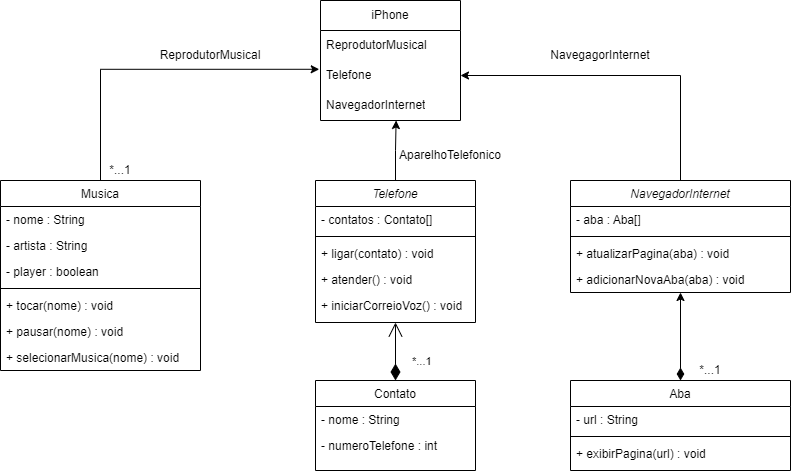 iPhone
ReprodutorMusical
Telefone
NavegadorInternet
ReprodutorMusical
NavegagorInternet
AparelhoTelefonico
*...1
Musica
- nome : String
- artista : String
- player : boolean
+ tocar(nome) : void
+ pausar(nome) : void
+ selecionarMusica(nome) : void
Telefone
- contatos : Contato[]
+ ligar(contato) : void
+ atender() : void
+ iniciarCorreioVoz() : void
NavegadorInternet
- aba : Aba[]
+ atualizarPagina(aba) : void
+ adicionarNovaAba(aba) : void
*...1
*...1
Contato
- nome : String
- numeroTelefone : int
Aba
- url : String
+ exibirPagina(url) : void